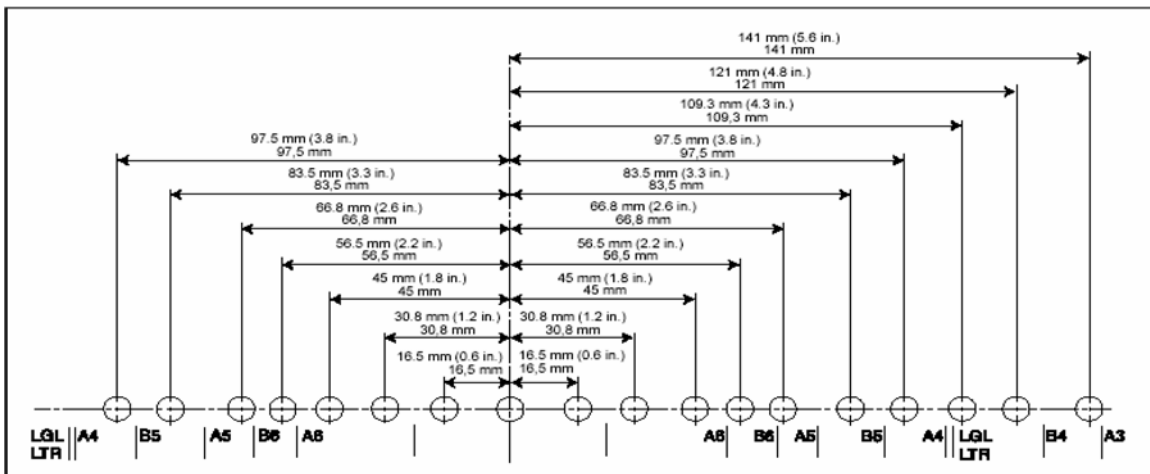 141 mm (5.6 in.)
141 mm
121 mm (4.8 in.)
121 mm
109.3 mm (4.3 in.)
109,3 mm
97.5 mm (3.8 in.)
97,5 mm
97.5 mm (3.8 in.)
97,5 mm
83.5 mm (3.3 in.)
83,5 mm
83.5 mm (3.3 in.)
83,5 mm
66.8 mm (2.6 in.)
66,8 mm
66.8 mm (2.6 in.)
66,8 mm
56.5 mm (2.2 in.)
56,5 mm
56.5 mm (2.2 in.)
56,5 mm
45 mm (1.8 in.)
45 mm
45 mm (1.8 in.)
45 mm
30.8 mm (1.2 in.)
30,8 mm
30.8 mm (1.2 in.)
30,8 mm
16.5 mm (0.6 in.)
16,5 mm
16.5 mm (0.6 in.)
16,5 mm
LGL A4 B5 A5 B6 A6 A6 B6 A5 B5 A4 LGL B4 A3
LTR LTR